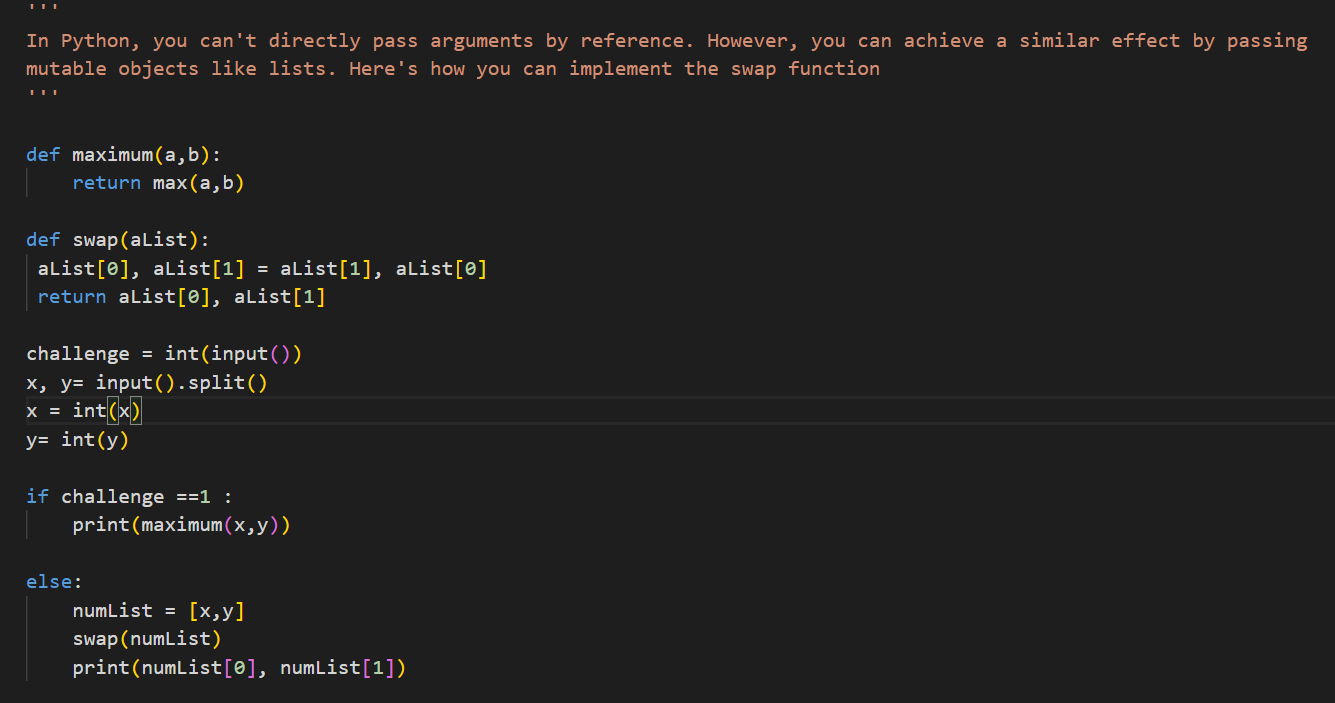 '''
In Python, you can't directly pass arguments by reference. However, you can achieve a similar effect by passing
mutable objects like lists. Here's how you can implement the swap function
'''

def maximum(a,b):
    return max(a,b)

def swap(aList):
 aList[0], aList[1] = aList[1], aList[0]
 return aList[0], aList[1]

challenge = int(input())
x, y= input().split()
x = int(x)
y= int(y)

if challenge ==1 :
    print(maximum(x,y))

else:
    numList = [x,y]
    swap(numList)
    print(numList[0], numList[1])